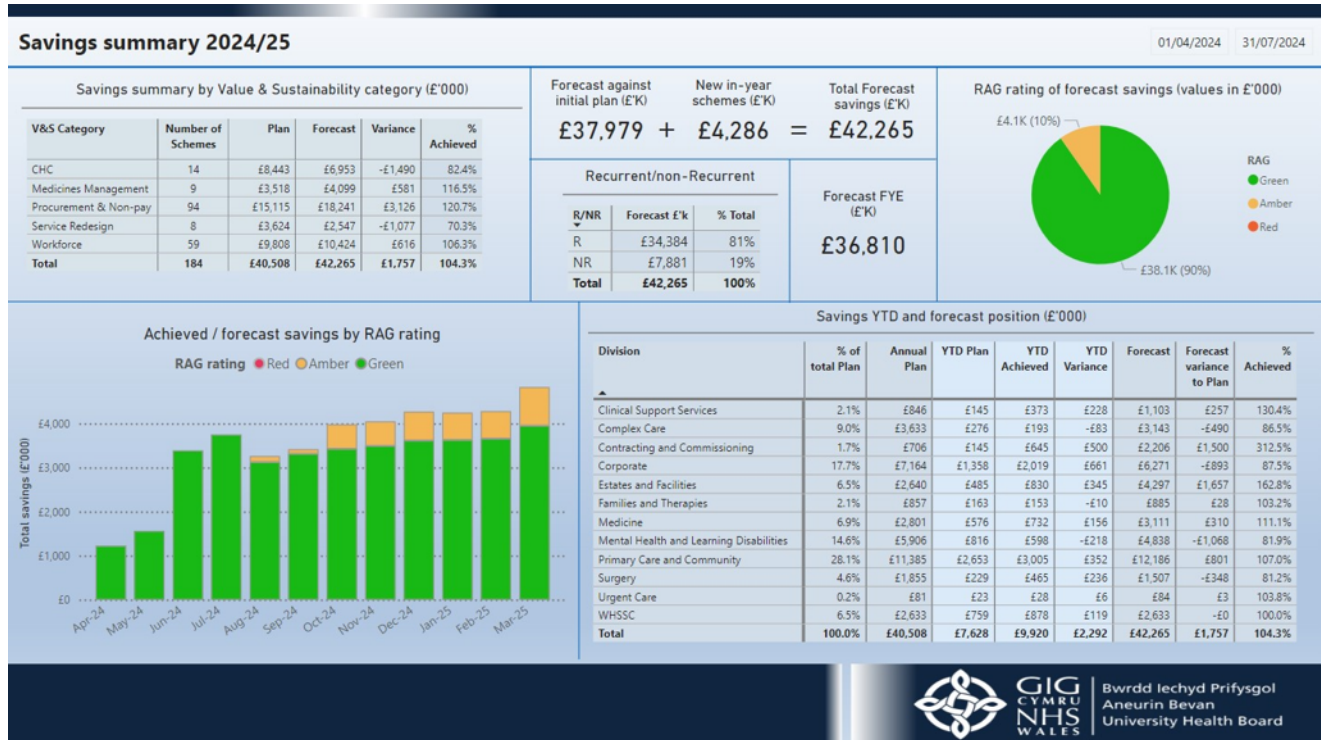 Savings summary 2024/25
01/04/2024 31/07/2024
Savings summary by Value & Sustainability category (£'000)
V&S Category Number of Schemes Plan Forecast Variance % Achieved
CHC 14 £8,443 £6,953 -£1,490 82.4%
Medicines Management 9 £3,518 £4,099 £581 116.5%
Procurement & Non-pay 94 £15,115 £18,241 £3,126 120.7%
Service Redesign 8 £3,624 £2,547 -£1,077 70.3%
Workforce 59 £9,808 £10,424 £616 106.3%
Total 184 £40,508 £42,265 £1,757 104.3%
Forecast against initial plan (£'K) New in-year schemes (£'K) Total Forecast savings (£'K)
£37,979 + £4,286 = £42,265
Recurrent/non-Recurrent
R/NR Forecast £'k % Total
R £34,384 81%
NR £7,881 19%
Total £42,265 100%
Forecast FYE (£'K)
£36,810
RAG rating of forecast savings (values in £'000)
£4.1K (10%)
£38.1K (90%)
RAG
Green
Amber
Red
Achieved / forecast savings by RAG rating
RAG rating Red Amber Green
Total savings (£'000)
£4,000
£3,000
£2,000
£1,000
£0
Apr-24 May-24 Jun-24 Jul-24 Aug-24 Sep-24 Oct-24 Nov-24 Dec-24 Jan-25 Feb-25 Mar-25
Savings YTD and forecast position (£'000)
Division % of total Plan Annual Plan YTD Plan YTD Achieved YTD Variance Forecast Forecast variance to Plan % Achieved
Clinical Support Services 2.1% £846 £145 £373 £228 £1,103 £257 130.4%
Complex Care 9.0% £3,633 £276 £193 -£83 £3,143 -£490 86.5%
Contracting and Commissioning 1.7% £706 £145 £645 £500 £2,206 £1,500 312.5%
Corporate 17.7% £7,164 £1,358 £2,019 £661 £6,271 -£893 87.5%
Estates and Facilities 6.5% £2,640 £485 £830 £345 £4,297 £1,657 162.8%
Families and Therapies 2.1% £857 £163 £153 -£10 £885 £28 103.2%
Medicine 6.9% £2,801 £576 £732 £156 £3,111 £310 111.1%
Mental Health and Learning Disabilities 14.6% £5,906 £816 £598 -£218 £4,838 -£1,068 81.9%
Primary Care and Community 28.1% £11,385 £2,653 £3,005 £352 £12,186 £801 107.0%
Surgery 4.6% £1,855 £229 £465 £236 £1,507 -£348 81.2%
Urgent Care 0.2% £81 £23 £28 £6 £84 £3 103.8%
WHSSC 6.5% £2,633 £759 £878 £119 £2,633 -£0 100.0%
Total 100.0% £40,508 £7,628 £9,920 £2,292 £42,265 £1,757 104.3%
GIG
CYMRU
NHS
WALES
Bwrdd Iechyd Prifysgol
Aneurin Bevan
University Health Board